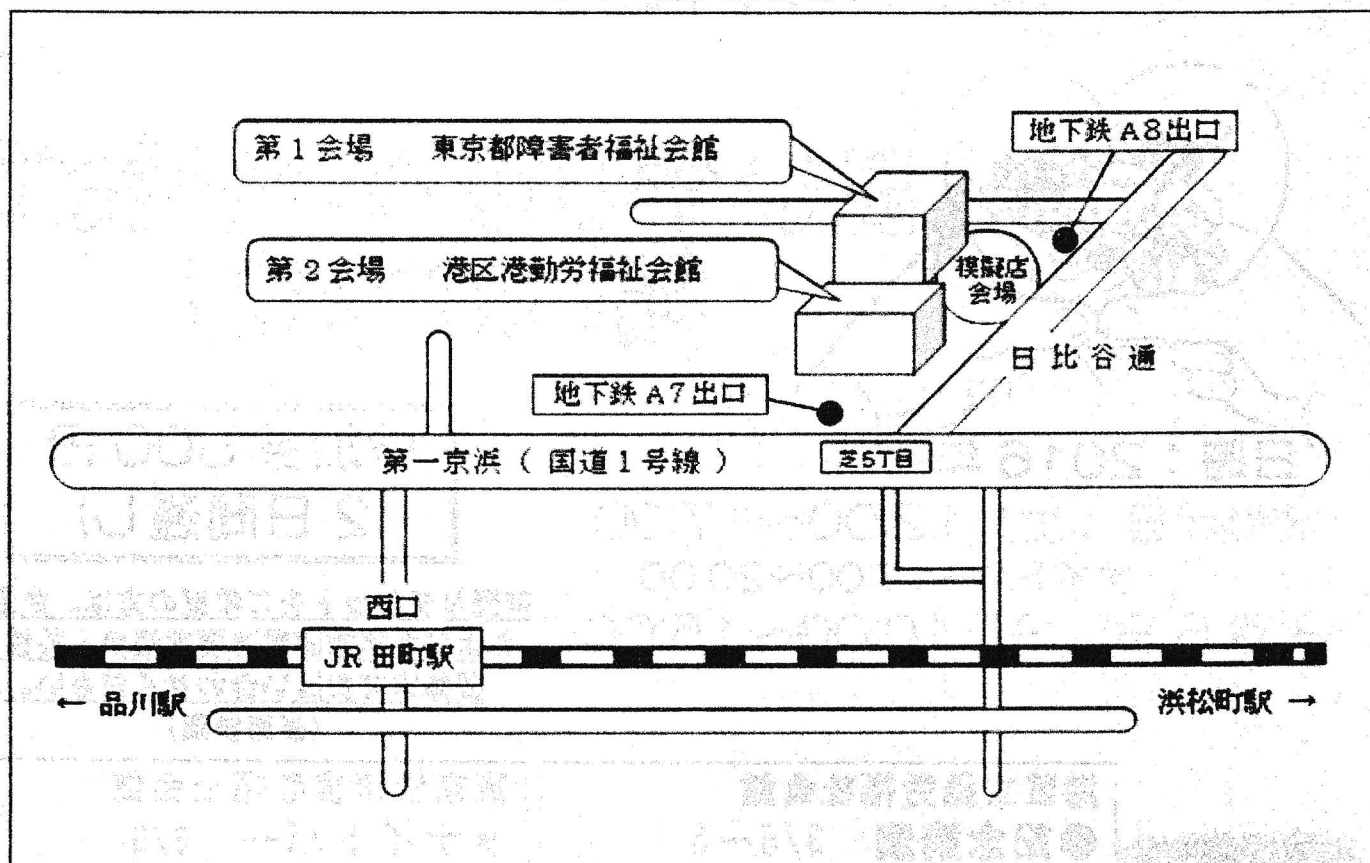 第1会場　東京都障害者福祉会館
地下鉄 A8出口
第2会場　港区港勤労福祉会館
模擬店
会場
日比谷通
地下鉄 A7出口
第一京浜（国道1号線）
芝5丁目
西口
JR 田町駅
← 品川駅
浜松町駅 →